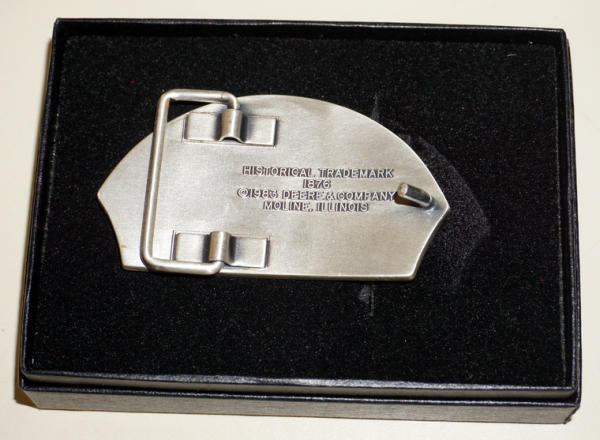 HISTORICAL TRADEMARK
1876
©1983 DEERE & COMPANY
MOLINE, ILLINOIS